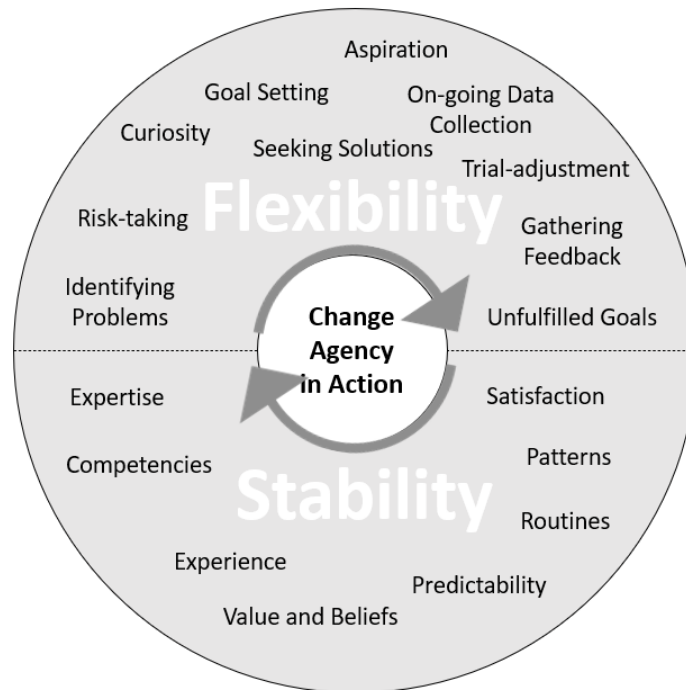 Aspiration
Goal Setting
On-going Data
Collection
Curiosity
Seeking Solutions
Trial-adjustment
Flexibility
Risk-taking
Gathering
Feedback
Identifying
Problems
Unfulfilled Goals
Change
Agency
in Action
Expertise
Satisfaction
Competencies
Patterns
Stability
Routines
Experience
Predictability
Value and Beliefs